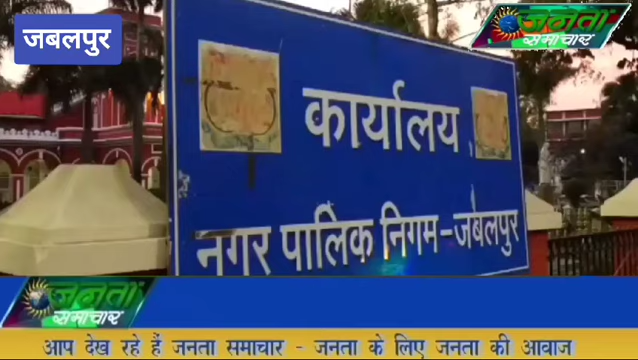 जबलपुर
जनता
समाचार
कार्यालय
नगर पालिक निगम-जबलपुर
जनता
समाचार
आप देख रहे हैं जनता समाचार - जनता के लिए जनता की आवाज